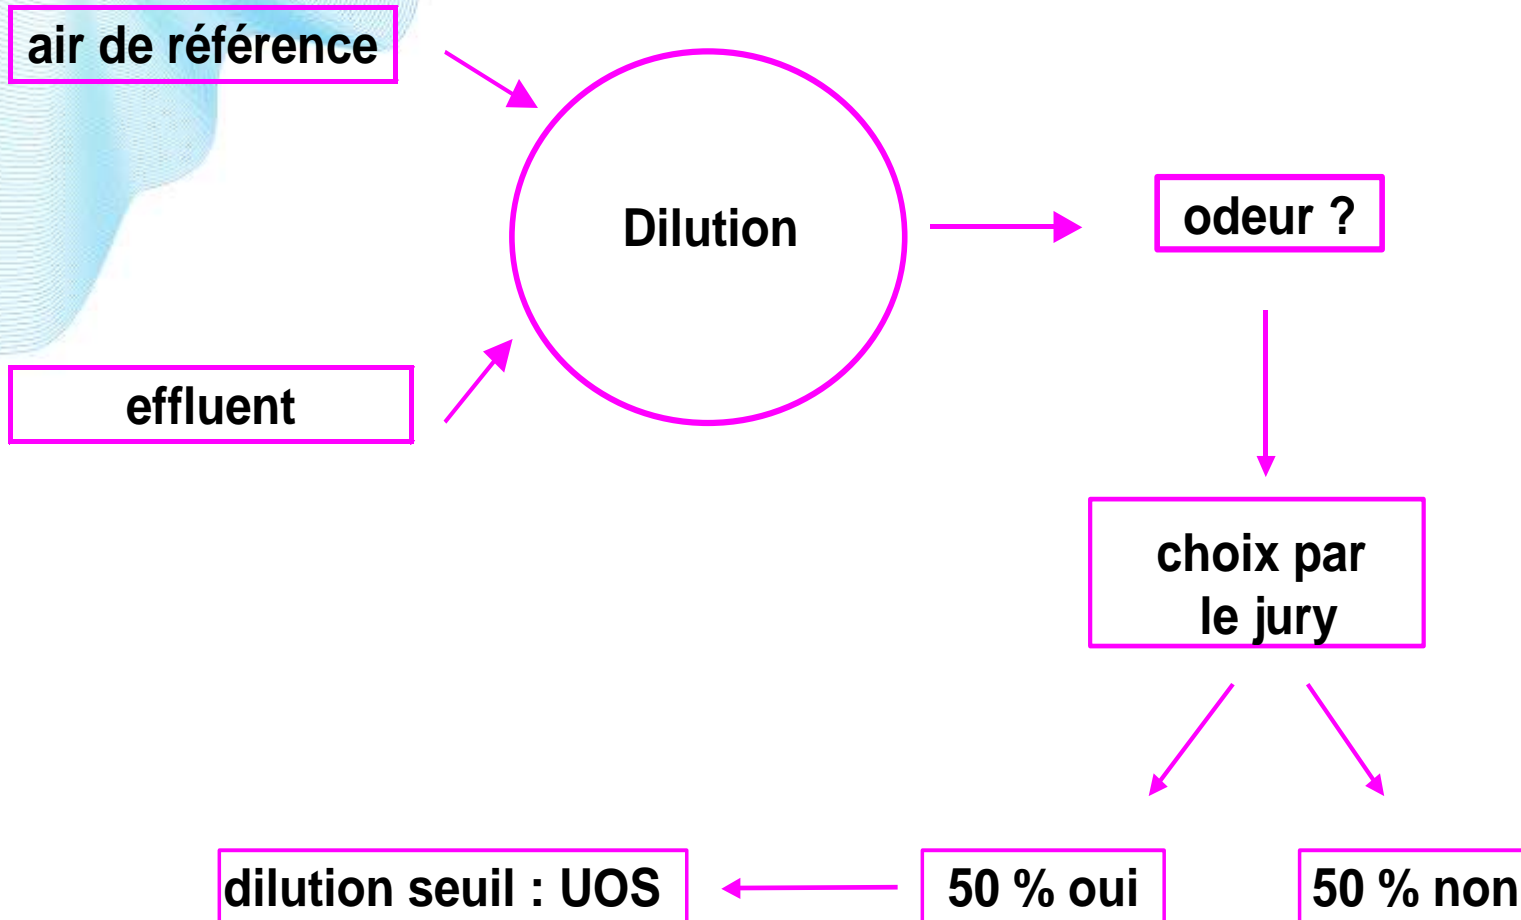 air de référence
Dilution
odeur ?
effluent
choix par
le jury
dilution seuil : UOS
50 % oui
50 % non